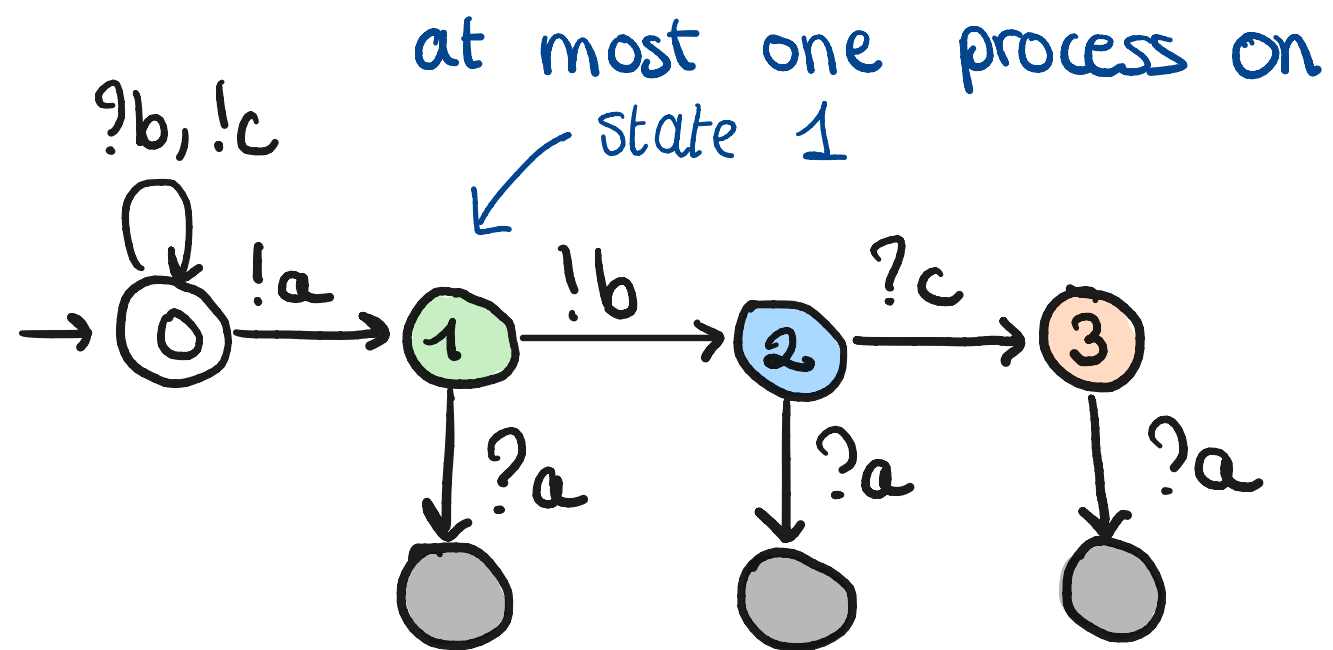 at most one process on
state 1
?b, !c
!a
!b
?c
0
1
2
3
?a
?a
?a